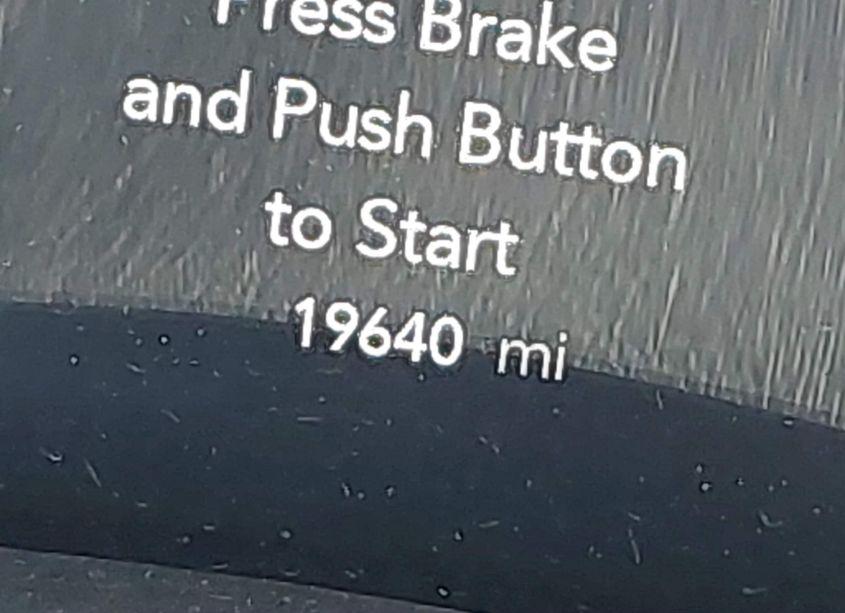 Press Brake
and Push Button
to Start
19640 mi